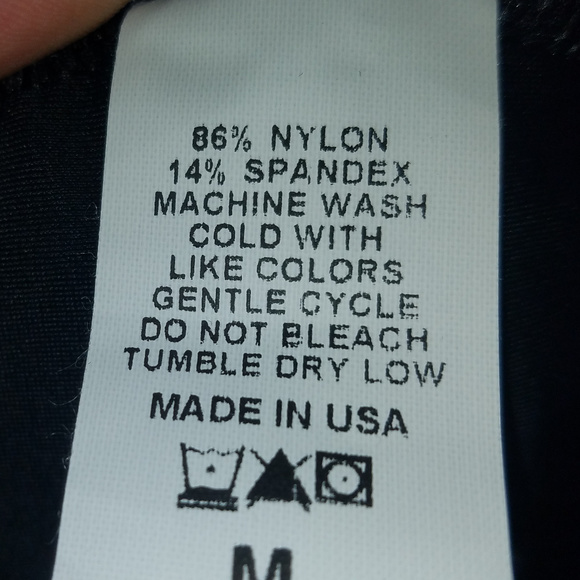 86% NYLON
14% SPANDEX
MACHINE WASH
COLD WITH
LIKE COLORS
GENTLE CYCLE
DO NOT BLEACH
TUMBLE DRY LOW
MADE IN USA
M